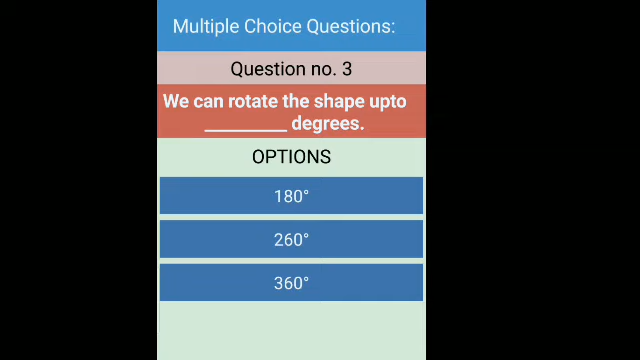 Multiple Choice Questions:
Question no. 3
We can rotate the shape upto
_________ degrees.
OPTIONS
180°
260°
360°